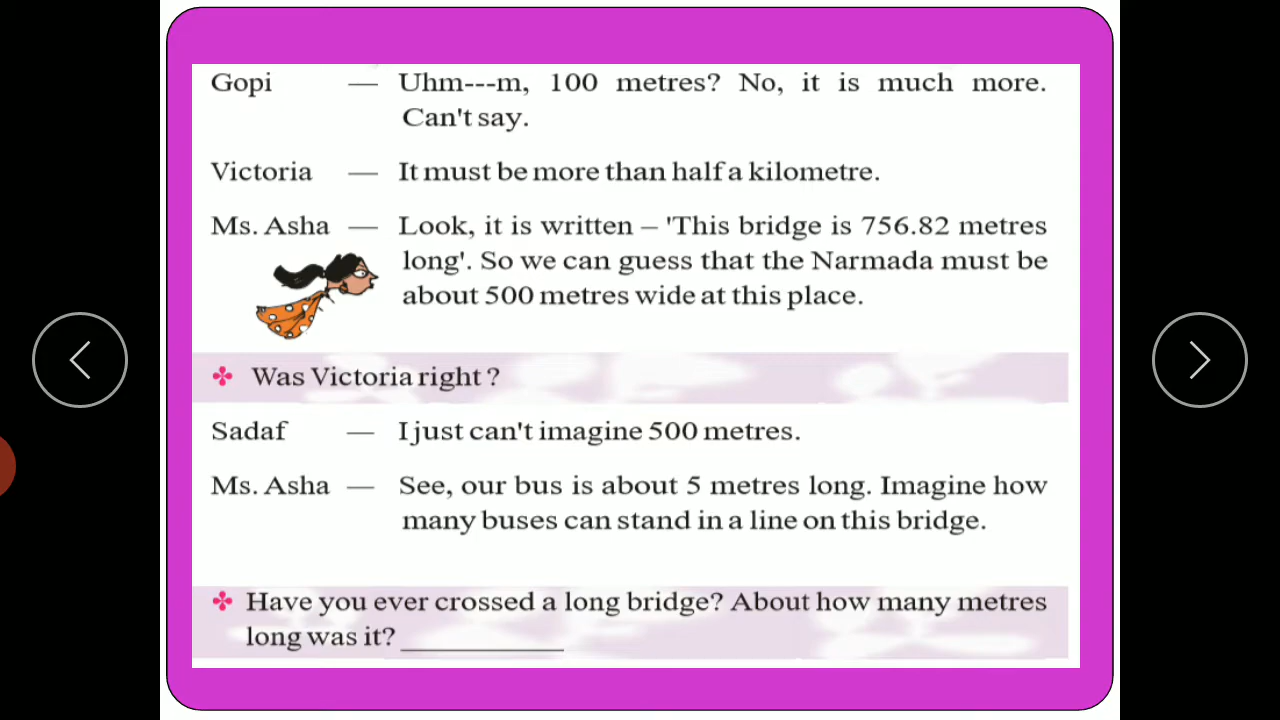 Gopi — Uhm---m, 100 metres? No, it is much more.
Can't say.
Victoria — It must be more than half a kilometre.
Ms. Asha — Look, it is written – 'This bridge is 756.82 metres
long'. So we can guess that the Narmada must be
about 500 metres wide at this place.
Was Victoria right ?
Sadaf — I just can't imagine 500 metres.
Ms. Asha — See, our bus is about 5 metres long. Imagine how
many buses can stand in a line on this bridge.
Have you ever crossed a long bridge? About how many metres
long was it? ____________